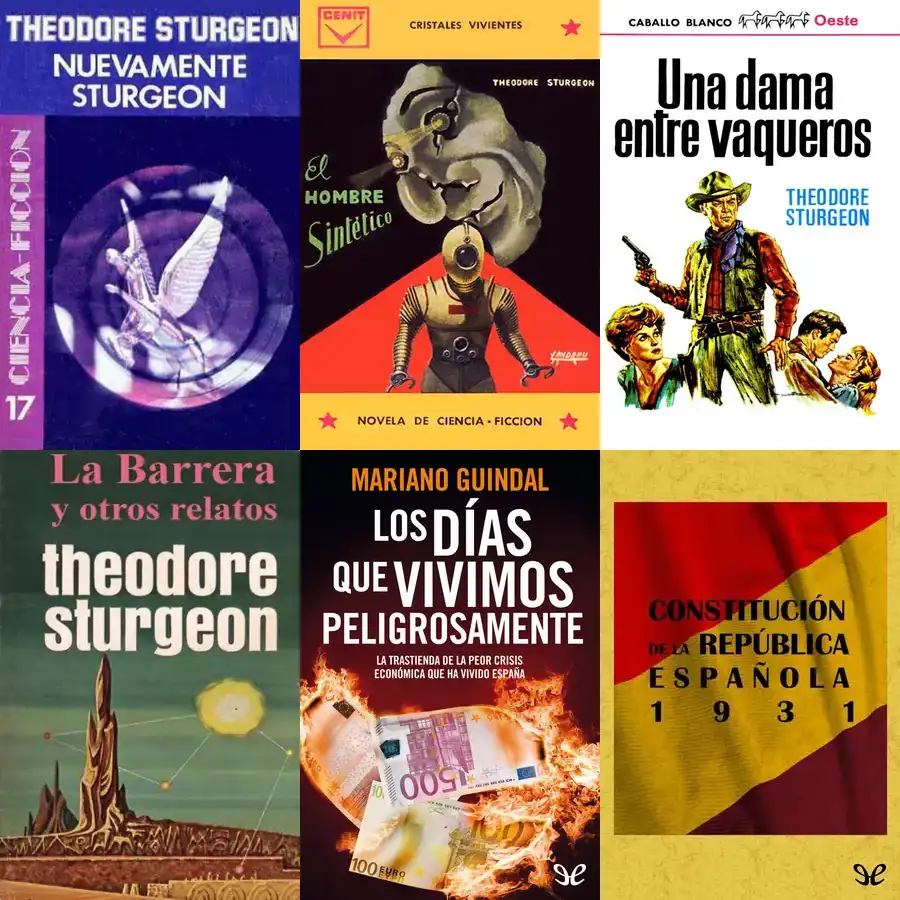 THEODORE STURGEON
NUEVAMENTE
STURGEON
CIENCIA-FICCION
17
CENIT
CRISTALES VIVIENTES
THEODORE STURGEON
El
HOMBRE
Sintético
NOVELA DE CIENCIA-FICCION
CABALLO BLANCO Oeste
Una dama
entre vaqueros
THEODORE
STURGEON
La Barrera
y otros relatos
theodore
sturgeon
MARIANO GUINDAL
LOS DÍAS
QUE VIVIMOS
PELIGROSAMENTE
LA TRASTIENDA DE LA PEOR CRISIS
ECONÓMICA QUE HA VIVIDO ESPAÑA
500
100 EURO
CONSTITUCIÓN
DE LA REPÚBLICA
ESPAÑOLA
1931